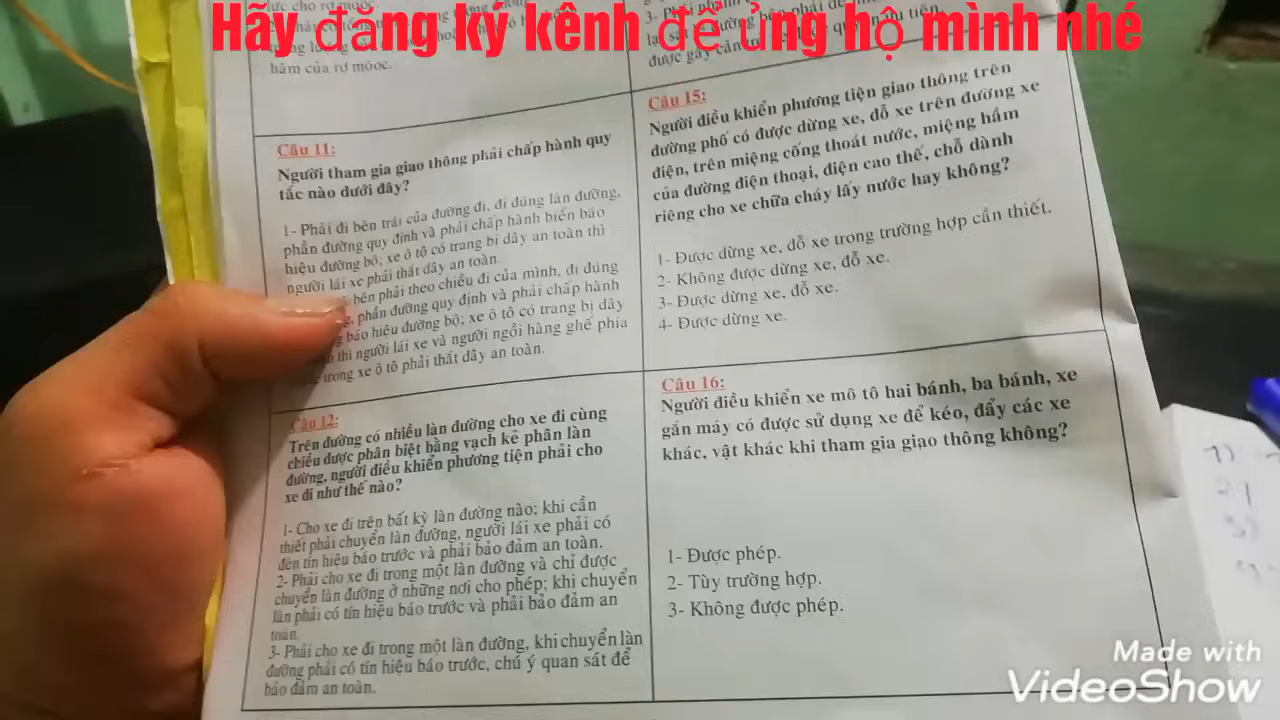 Hãy đăng ký kênh để ủng hộ mình nhé
hãm của rơ móoc.
Câu 11:
Người tham gia giao thông phải chấp hành quy
tắc nào dưới đây?
1- Phải đi bên trái của đường đi, đi đúng làn đường,
phần đường quy định và phải chấp hành biển báo
hiệu đường bộ; xe ô tô có trang bị dây an toàn thì
người lái xe phải thắt dây an toàn.
bên phải theo chiều đi của mình, đi đúng
phần đường quy định và phải chấp hành
báo hiệu đường bộ; xe ô tô có trang bị dây
thì người lái xe và người ngồi hàng ghế phía
trong xe ô tô phải thắt dây an toàn.
Câu 12:
Trên đường có nhiều làn đường cho xe đi cùng
chiều được phân biệt bằng vạch kẻ phân làn
đường, người điều khiển phương tiện phải cho
xe đi như thế nào?
1- Cho xe đi trên bất kỳ làn đường nào; khi cần
thiết phải chuyển làn đường, người lái xe phải có
đèn tín hiệu báo trước và phải bảo đảm an toàn.
2- Phải cho xe đi trong một làn đường và chỉ được
chuyển làn đường ở những nơi cho phép; khi chuyển
làn phải có tín hiệu báo trước và phải bảo đảm an
toàn.
3- Phải cho xe đi trong một làn đường, khi chuyển làn
đường phải có tín hiệu báo trước, chú ý quan sát để
bảo đảm an toàn.
Câu 15:
Người điều khiển phương tiện giao thông trên
đường phố có được dừng xe, đỗ xe trên đường xe
điện, trên miệng cống thoát nước, miệng hầm
của đường điện thoại, điện cao thế, chỗ dành
riêng cho xe chữa cháy lấy nước hay không?
1- Được dừng xe, đỗ xe trong trường hợp cần thiết.
2- Không được dừng xe, đỗ xe.
3- Được dừng xe, đỗ xe.
4- Được dừng xe.
Câu 16:
Người điều khiển xe mô tô hai bánh, ba bánh, xe
gắn máy có được sử dụng xe để kéo, đẩy các xe
khác, vật khác khi tham gia giao thông không?
1- Được phép.
2- Tùy trường hợp.
3- Không được phép.
Made with
VideoShow